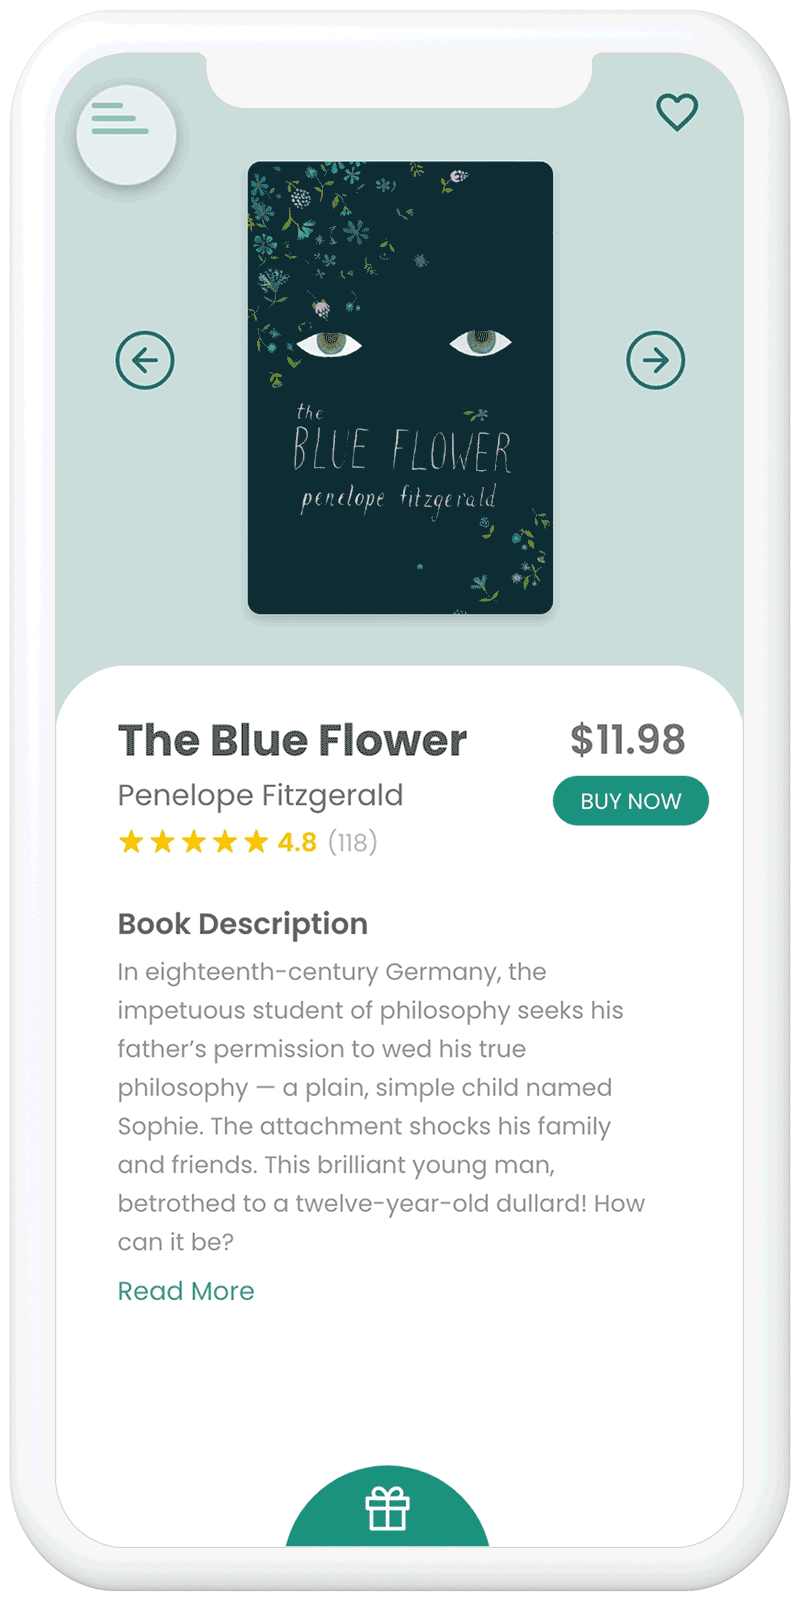 the
BLUE FLOWER
penelope fitzgerald
The Blue Flower
$11.98
Penelope Fitzgerald
BUY NOW
4.8 (118)
Book Description
In eighteenth-century Germany, the
impetuous student of philosophy seeks his
father's permission to wed his true
philosophy — a plain, simple child named
Sophie. The attachment shocks his family
and friends. This brilliant young man,
betrothed to a twelve-year-old dullard! How
can it be?
Read More